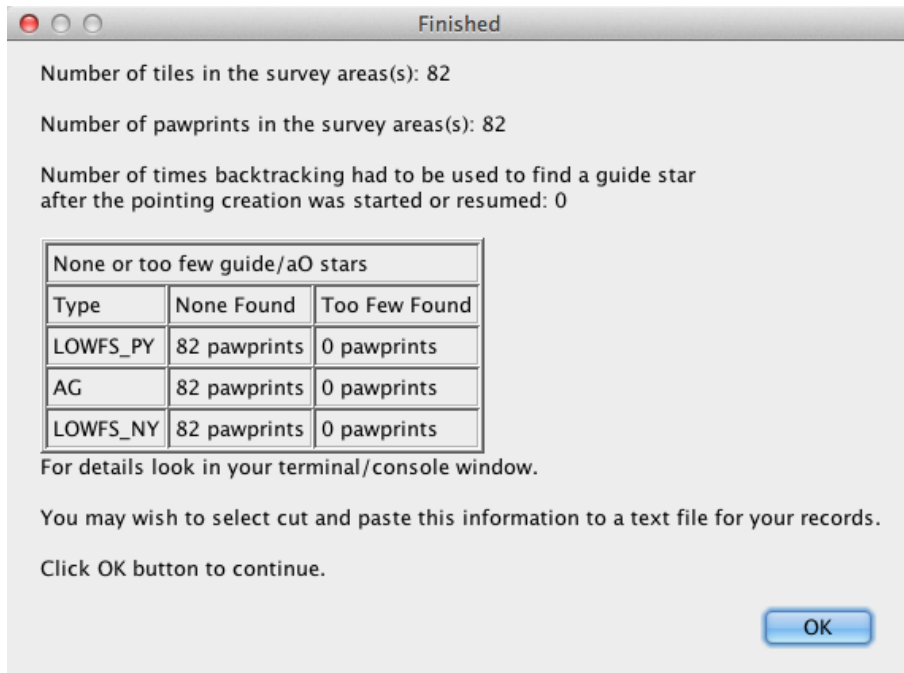 Finished
Number of tiles in the survey areas(s): 82
Number of pawprints in the survey areas(s): 82
Number of times backtracking had to be used to find a guide star
after the pointing creation was started or resumed: 0
None or too few guide/aO stars
Type None Found Too Few Found
LOWFS_PY 82 pawprints 0 pawprints
AG 82 pawprints 0 pawprints
LOWFS_NY 82 pawprints 0 pawprints
For details look in your terminal/console window.
You may wish to select cut and paste this information to a text file for your records.
Click OK button to continue.
OK